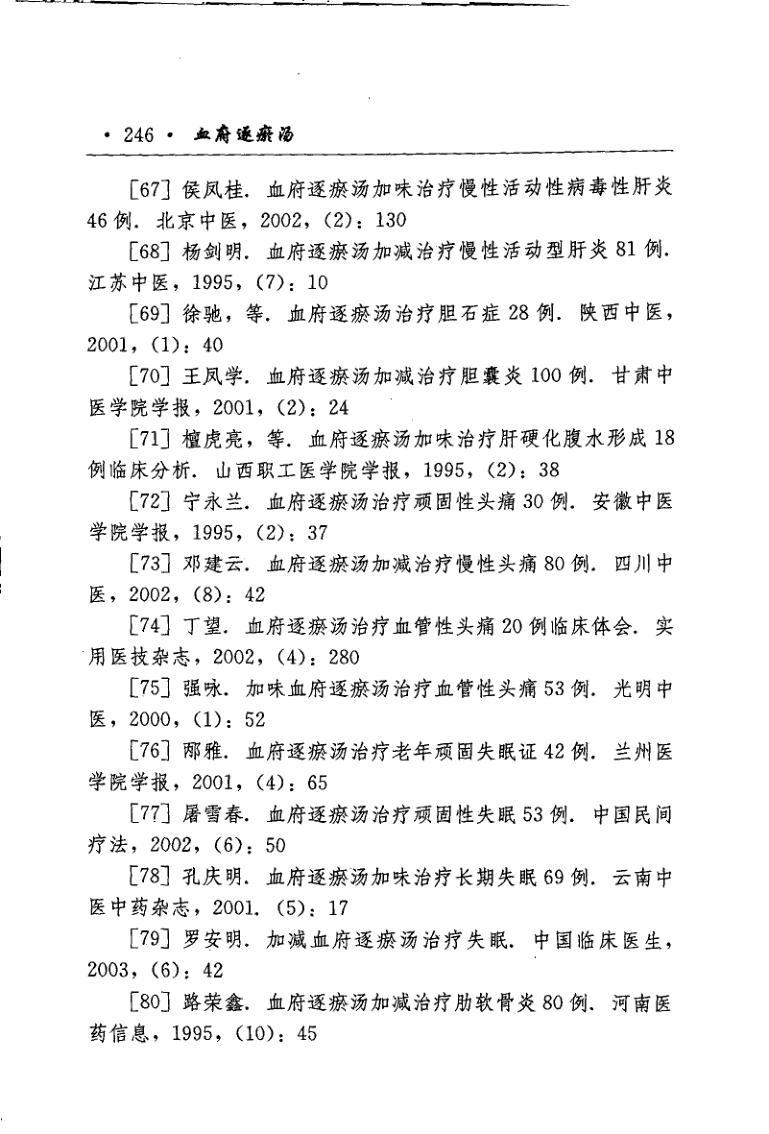 · 246 · 血府逐瘀汤
[67] 侯凤桂. 血府逐瘀汤加味治疗慢性活动性病毒性肝炎
46 例. 北京中医, 2002, (2): 130
[68] 杨剑明. 血府逐瘀汤加减治疗慢性活动型肝炎 81 例.
江苏中医, 1995, (7): 10
[69] 徐驰, 等. 血府逐瘀汤治疗胆石症 28 例. 陕西中医,
2001, (1): 40
[70] 王凤学. 血府逐瘀汤加减治疗胆囊炎 100 例. 甘肃中
医学院学报, 2001, (2): 24
[71] 檀虎亮, 等. 血府逐瘀汤加味治疗肝硬化腹水形成 18
例临床分析. 山西职工医学院学报, 1995, (2): 38
[72] 宁永兰. 血府逐瘀汤治疗顽固性头痛 30 例. 安徽中医
学院学报, 1995, (2): 37
[73] 邓建云. 血府逐瘀汤加减治疗慢性头痛 80 例. 四川中
医, 2002, (8): 42
[74] 丁望. 血府逐瘀汤治疗血管性头痛 20 例临床体会. 实
用医技杂志, 2002, (4): 280
[75] 强咏. 加味血府逐瘀汤治疗血管性头痛 53 例. 光明中
医, 2000, (1): 52
[76] 邴雅. 血府逐瘀汤治疗老年顽固失眠证 42 例. 兰州医
学院学报, 2001, (4): 65
[77] 屠雪春. 血府逐瘀汤治疗顽固性失眠 53 例. 中国民间
疗法, 2002, (6): 50
[78] 孔庆明. 血府逐瘀汤加味治疗长期失眠 69 例. 云南中
医中药杂志, 2001. (5): 17
[79] 罗安明. 加减血府逐瘀汤治疗失眠. 中国临床医生,
2003, (6): 42
[80] 路荣鑫. 血府逐瘀汤加减治疗肋软骨炎 80 例. 河南医
药信息, 1995, (10): 45